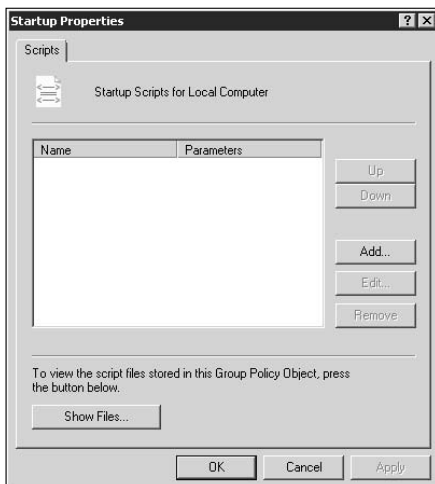 Startup Properties
Scripts
Startup Scripts for Local Computer
Name Parameters
Up
Down
Add...
Edit...
Remove
To view the script files stored in this Group Policy Object, press
the button below.
Show Files...
OK Cancel Apply